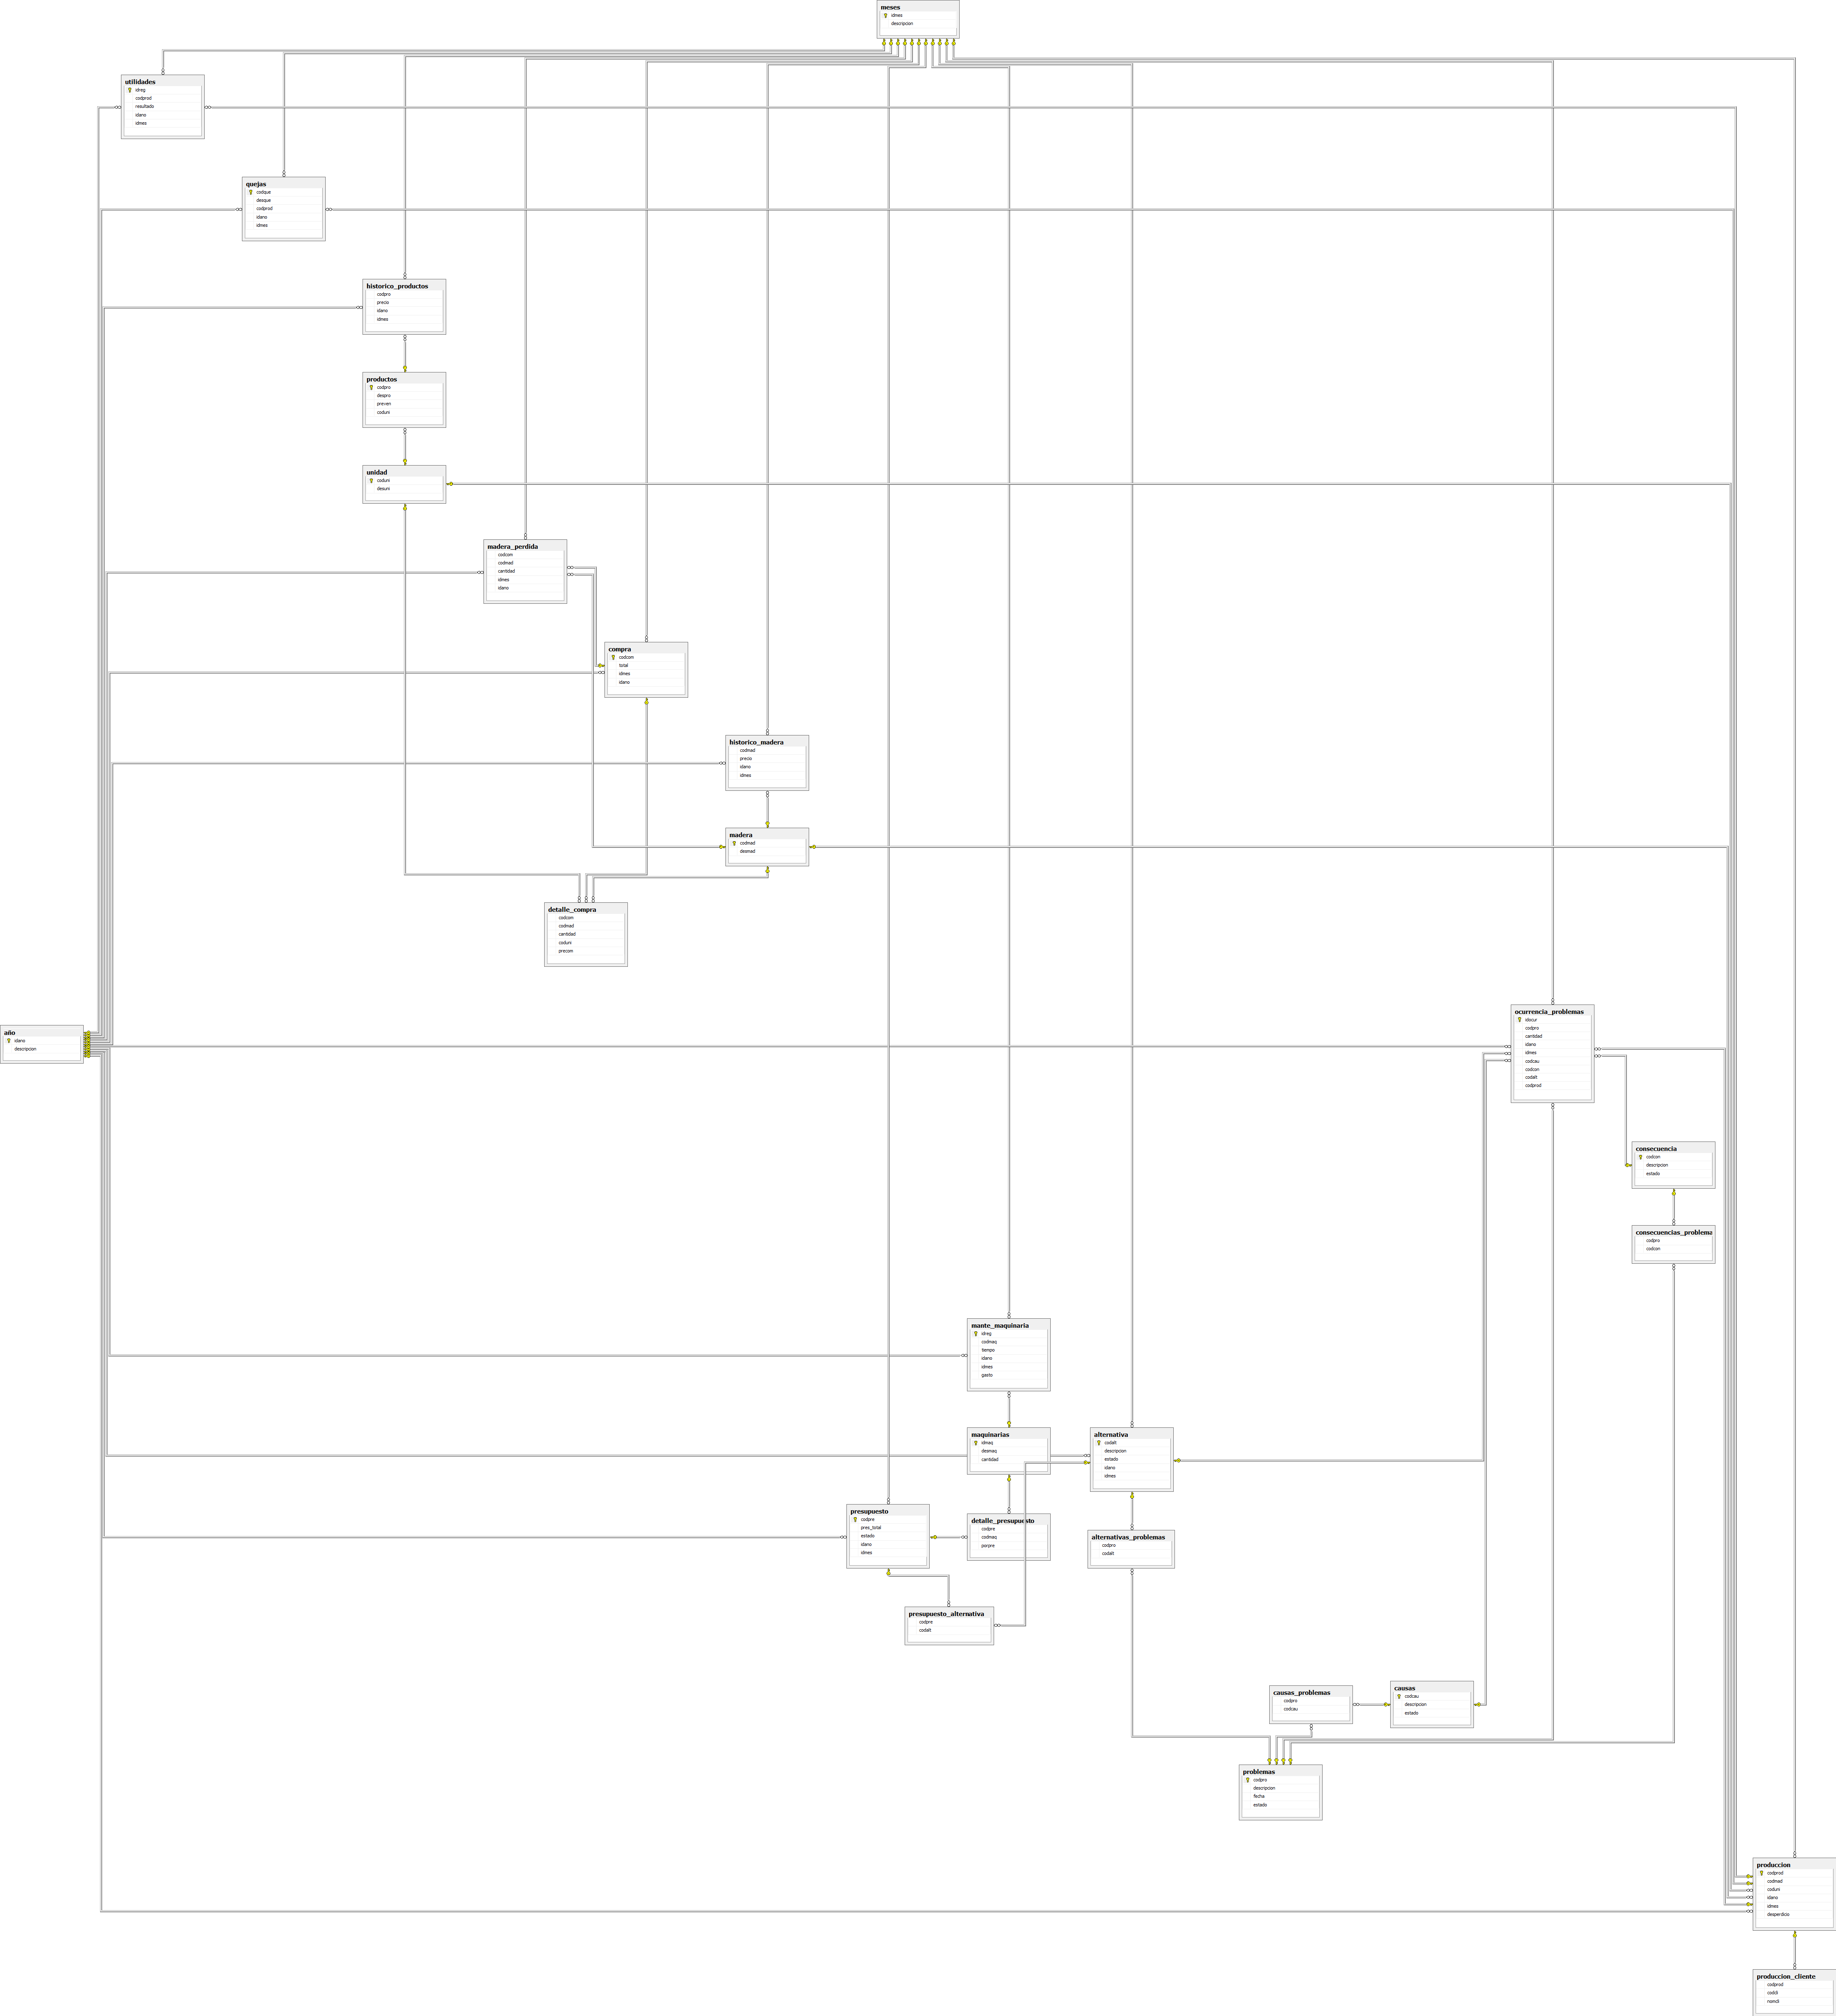 meses
idmes
descripcion
utilidades
idreg
codprod
resultado
idano
idmes
quejas
codque
desque
codprod
idano
idmes
historico_productos
codpro
precio
idano
idmes
productos
codpro
despro
preven
coduni
unidad
coduni
desuni
madera_perdida
codcom
codmad
cantidad
idmes
idano
compra
codcom
total
idmes
idano
historico_madera
codmad
precio
idano
idmes
madera
codmad
desmad
detalle_compra
codcom
codmad
cantidad
coduni
precom
año
idano
descripcion
ocurrencia_problemas
idocur
codpro
cantidad
idano
idmes
codcau
codcon
codalt
codprod
consecuencia
codcon
descripcion
estado
consecuencias_problema
codpro
codcon
mante_maquinaria
idreg
codmaq
tiempo
idano
idmes
gasto
maquinarias
idmaq
desmaq
cantidad
alternativa
codalt
descripcion
estado
idano
idmes
presupuesto
codpre
pres_total
estado
idano
idmes
detalle_presupuesto
codpre
codmaq
porpre
alternativas_problemas
codpro
codalt
presupuesto_alternativa
codpre
codalt
causas_problemas
codpro
codcau
causas
codcau
descripcion
estado
problemas
codpro
descripcion
fecha
estado
produccion
codprod
codmad
coduni
idano
idmes
desperdicio
produccion_cliente
codprod
codcli
nomcli